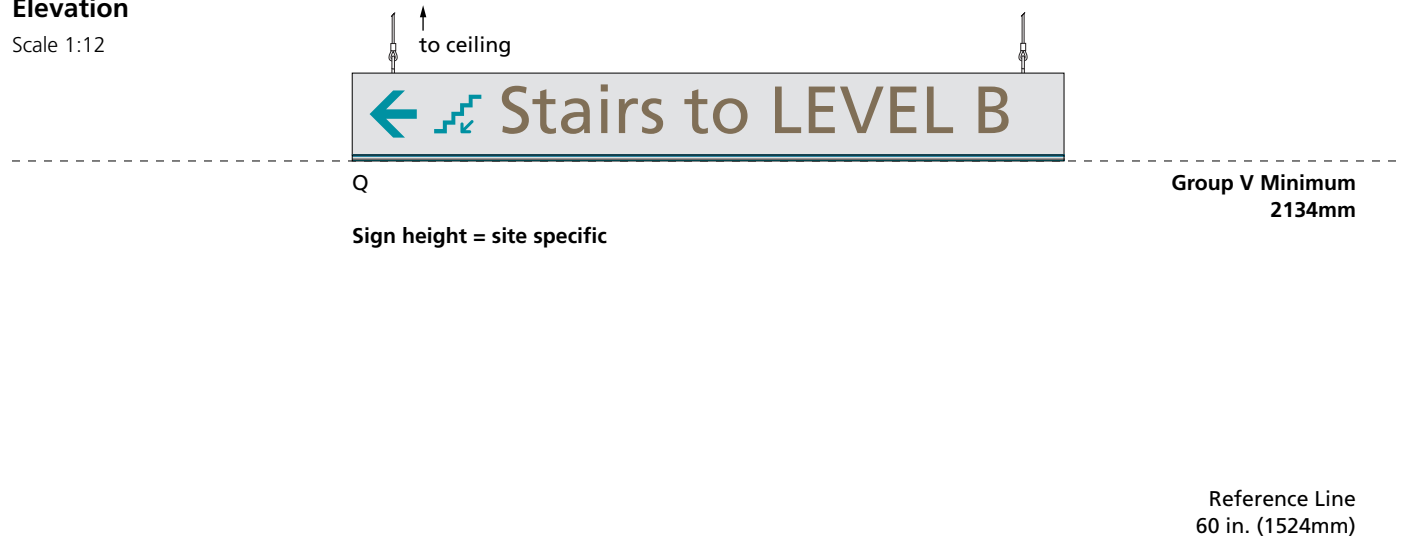 Elevation
Scale 1:12
to ceiling
Stairs to LEVEL B
Q
Group V Minimum
2134mm
Sign height = site specific
Reference Line
60 in. (1524mm)